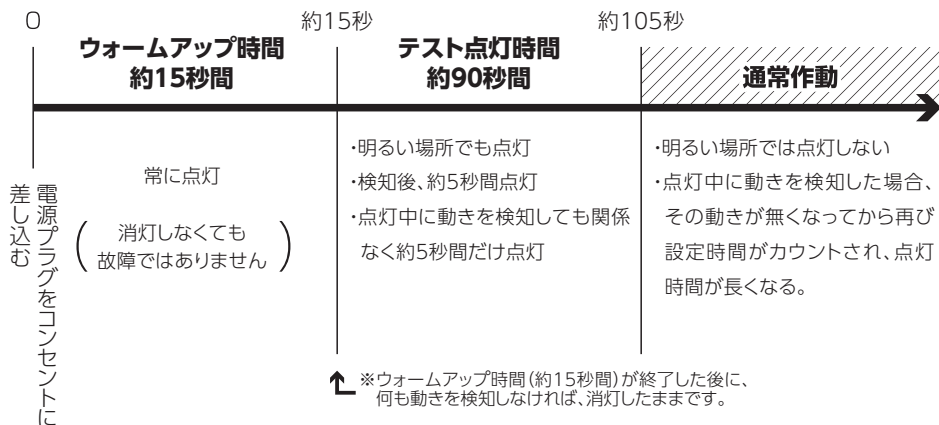 0
約15秒
約105秒
ウォームアップ時間
約15秒間
テスト点灯時間
約90秒間
通常作動
電源プラグをコンセントに
差し込む
常に点灯
(消灯しなくても
故障ではありません)
・明るい場所でも点灯
・検知後、約5秒間点灯
・点灯中に動きを検知しても関係
なく約5秒間だけ点灯
・明るい場所では点灯しない
・点灯中に動きを検知した場合、
その動きが無くなってから再び
設定時間がカウントされ、点灯
時間が長くなる。
※ウォームアップ時間(約15秒間)が終了した後に、
何も動きを検知しなければ、消灯したままです。